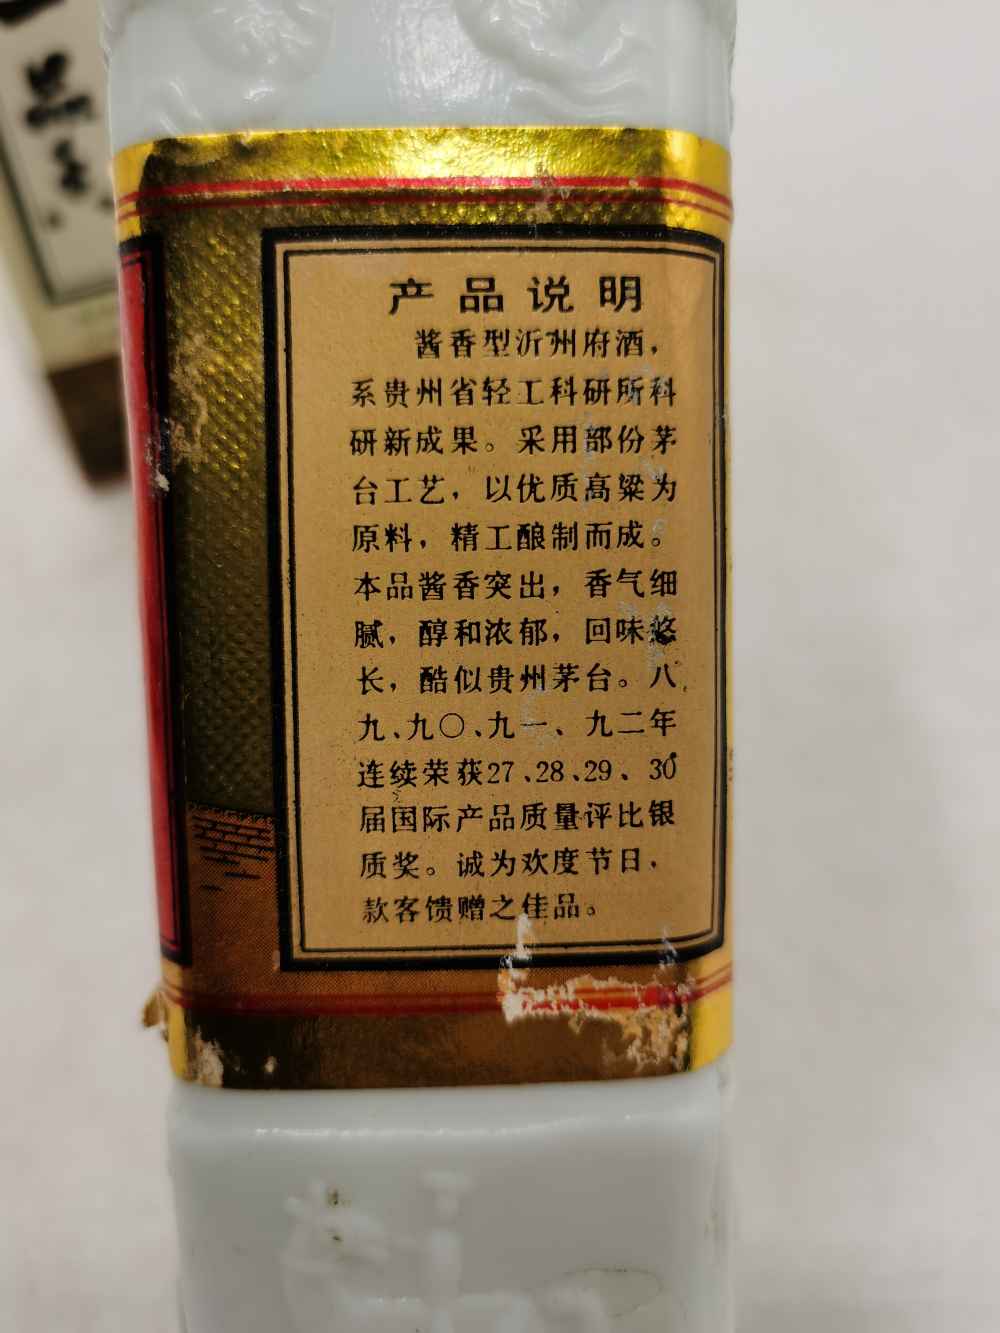 一品
产品说明
酱香型沂州府酒，
系贵州省轻工科研所科
研新成果。采用部份茅
台工艺，以优质高粱为
原料，精工酿制而成。
本品酱香突出，香气细
腻，醇和浓郁，回味悠
长，酷似贵州茅台。八
九、九〇、九一、九二年
连续荣获27、28、29、30
届国际产品质量评比银
质奖。诚为欢度节日，
款客馈赠之佳品。